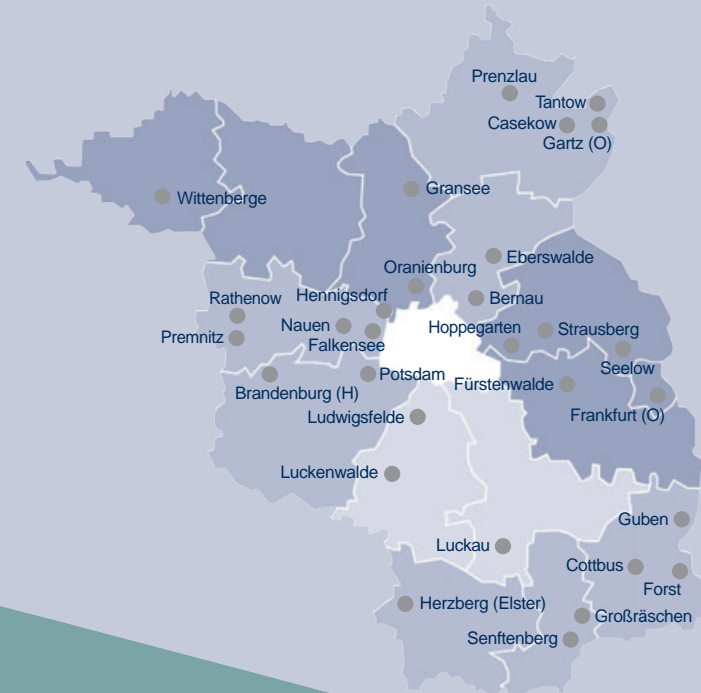 Prenzlau
Tantow
Casekow
Gartz (O)
Gransee
Wittenberge
Eberswalde
Oranienburg
Hennigsdorf
Bernau
Rathenow
Nauen
Hoppegarten
Strausberg
Premnitz
Falkensee
Seelow
Potsdam
Fürstenwalde
Brandenburg (H)
Frankfurt (O)
Ludwigsfelde
Luckenwalde
Guben
Luckau
Cottbus
Forst
Herzberg (Elster)
Großräschen
Senftenberg